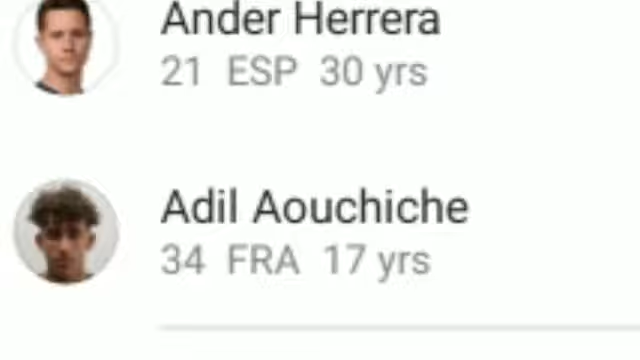 Ander Herrera
21 ESP 30 yrs
Adil Aouchiche
34 FRA 17 yrs